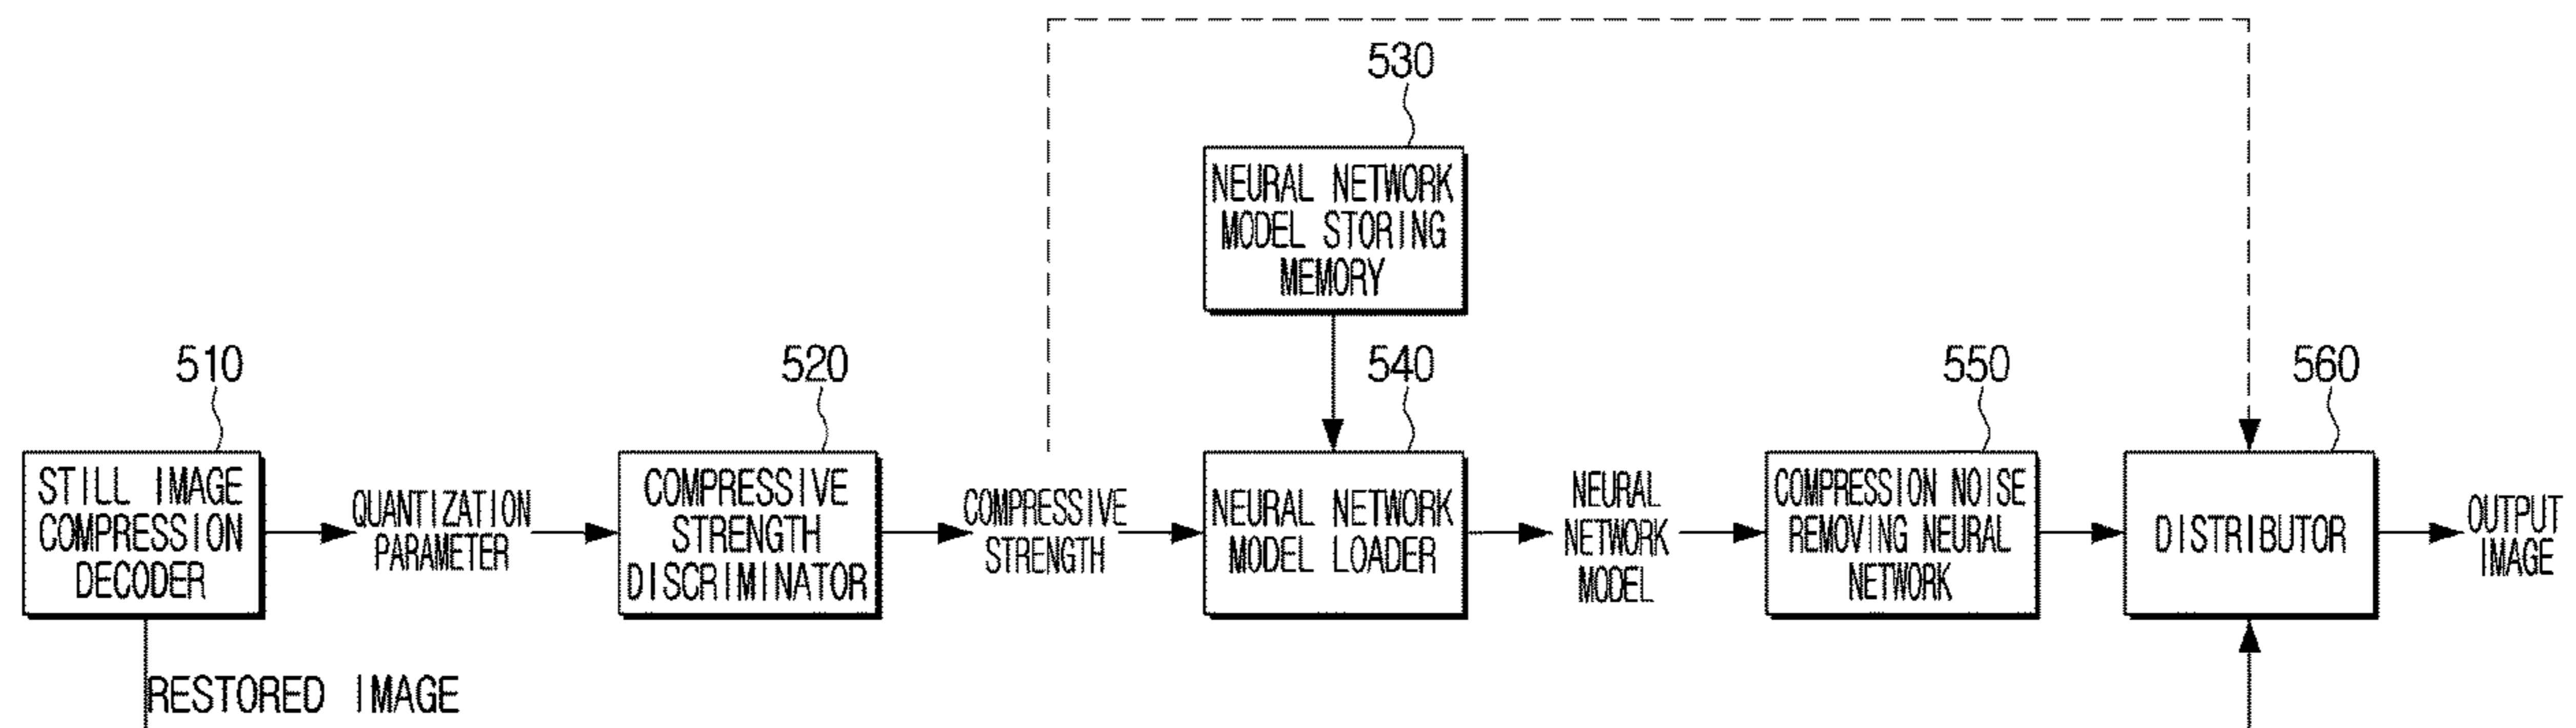 530
NEURAL NETWORK
MODEL STORING
MEMORY
510
520
540
550
560
STILL IMAGE
COMPRESSION
DECODER
QUANTIZATION
PARAMETER
COMPRESSIVE
STRENGTH
DISCRIMINATOR
COMPRESSIVE
STRENGTH
NEURAL NETWORK
MODEL LOADER
NEURAL
NETWORK
MODEL
COMPRESSION NOISE
REMOVING NEURAL
NETWORK
DISTRIBUTOR
OUTPUT
IMAGE
RESTORED IMAGE